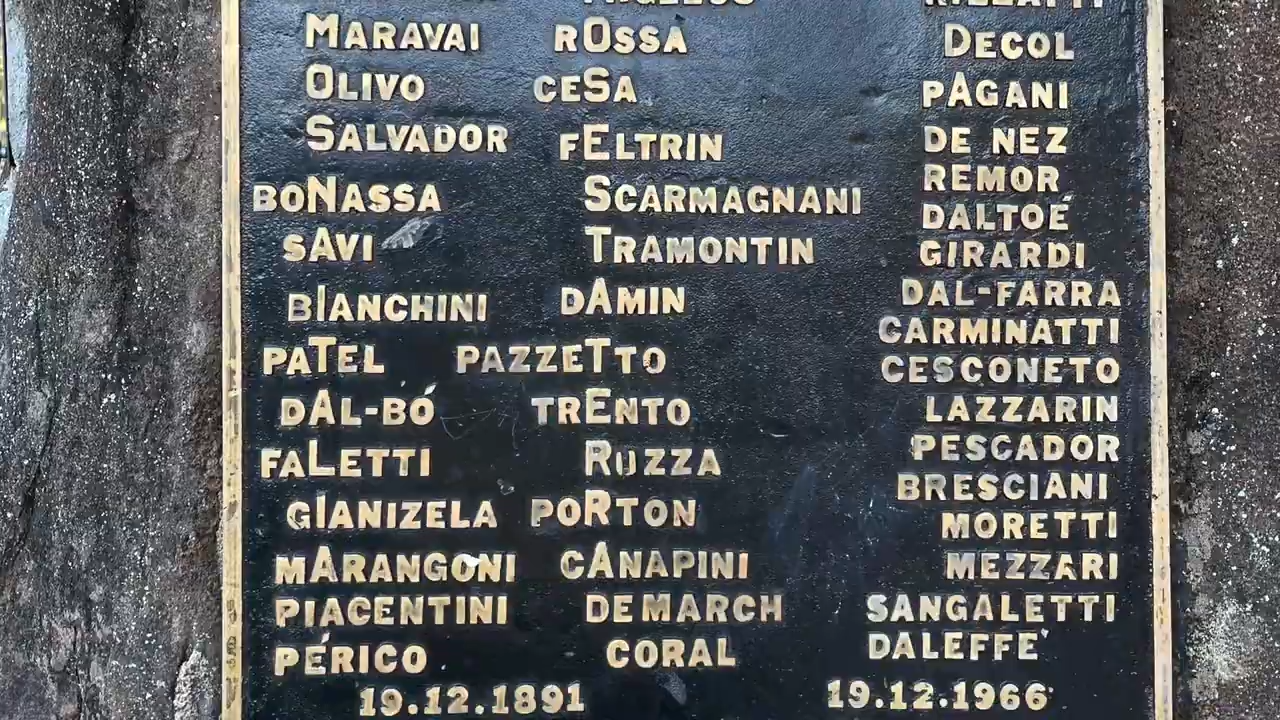 MARAVAI ROSSA DECOL
OLIVO CESA PAGANI
SALVADOR FELTRIN DE NEZ
BONASSA SCARMAGNANI REMOR
DALTOÉ
SAVI TRAMONTIN GIRARDI
BIANCHINI DAMIN DAL-FARRA
CARMINATTI
PATEL PAZZETTO CESCONETO
DAL-BÓ TRENTO LAZZARIN
FALETTI ROZZA PESCADOR
BRESCIANI
GIANIZELA PORTON MORETTI
MARANGONI CANAPINI MEZZARI
PIACENTINI DEMARCH SANGALETTI
PÉRICO CORAL DALEFFE
19.12.1891 19.12.1966